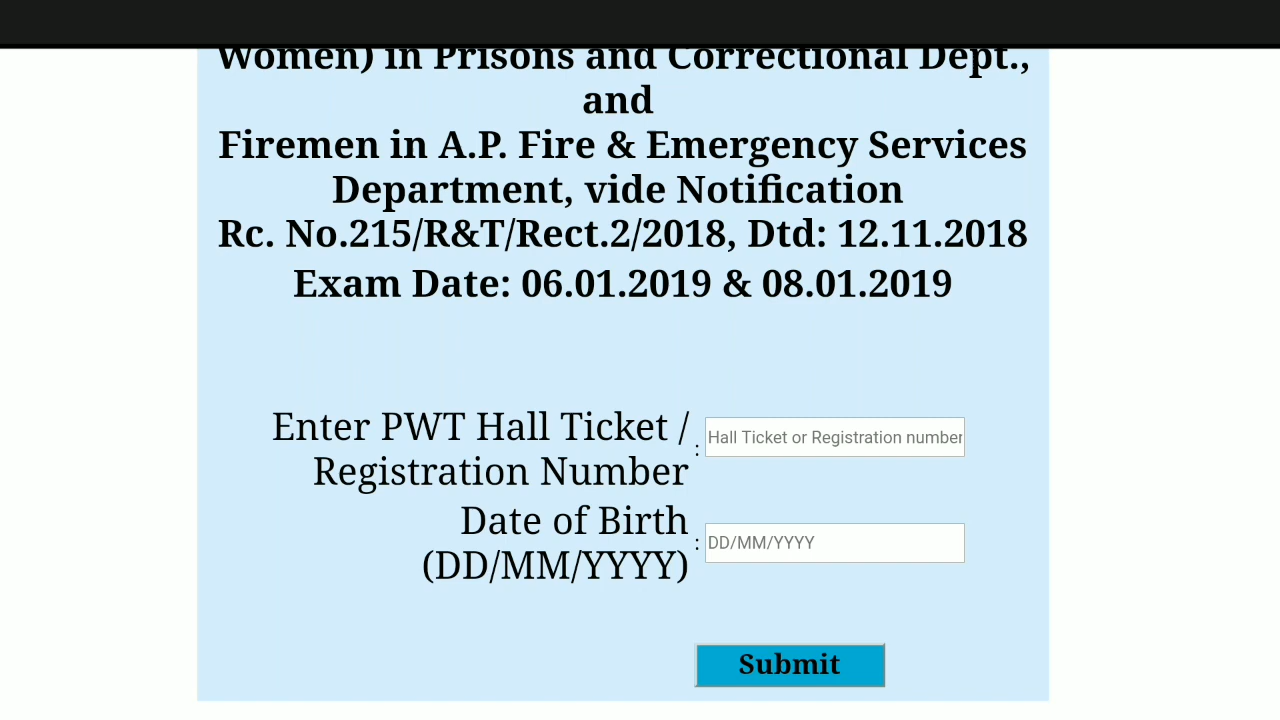 Women) in Prisons and Correctional Dept.,
and
Firemen in A.P. Fire & Emergency Services
Department, vide Notification
Rc. No.215/R&T/Rect.2/2018, Dtd: 12.11.2018
Exam Date: 06.01.2019 & 08.01.2019
Enter PWT Hall Ticket /
Registration Number
:
Hall Ticket or Registration number
Date of Birth
(DD/MM/YYYY)
:
DD/MM/YYYY
Submit